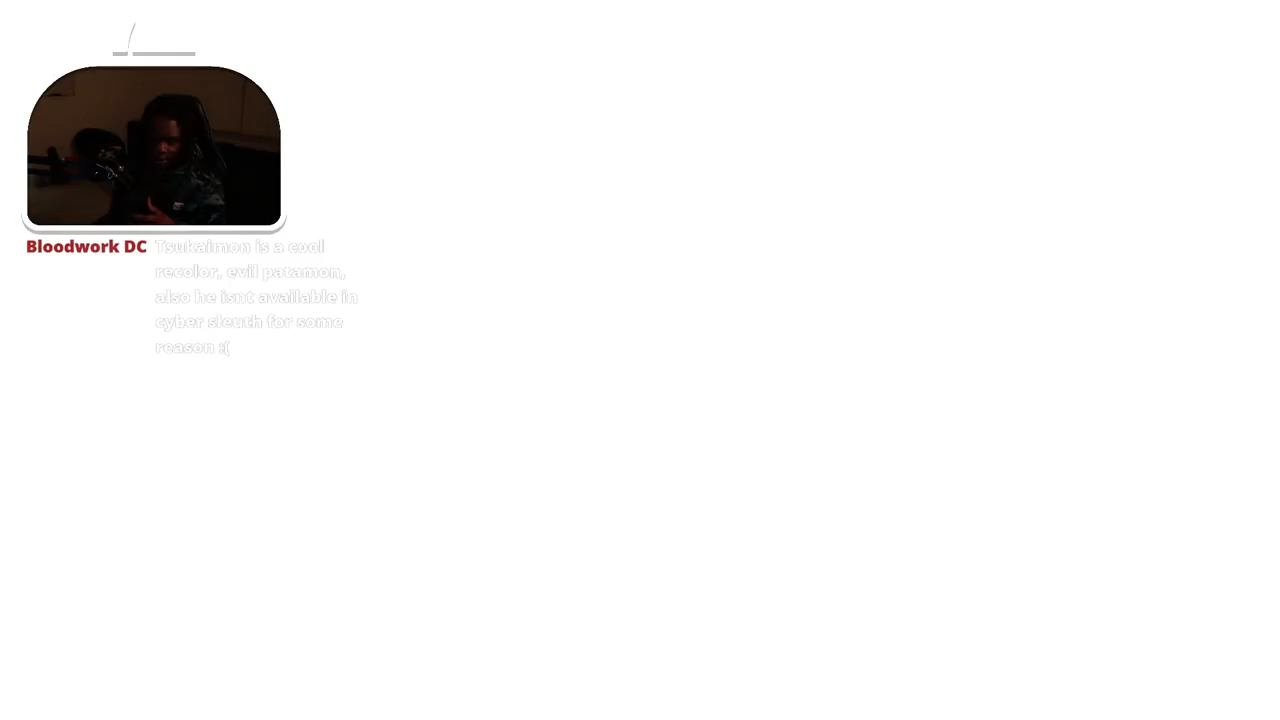 Bloodwork DC Tsukaimon is a cool
recolor, evil patamon,
also he isnt available in
cyber sleuth for some
reason :(